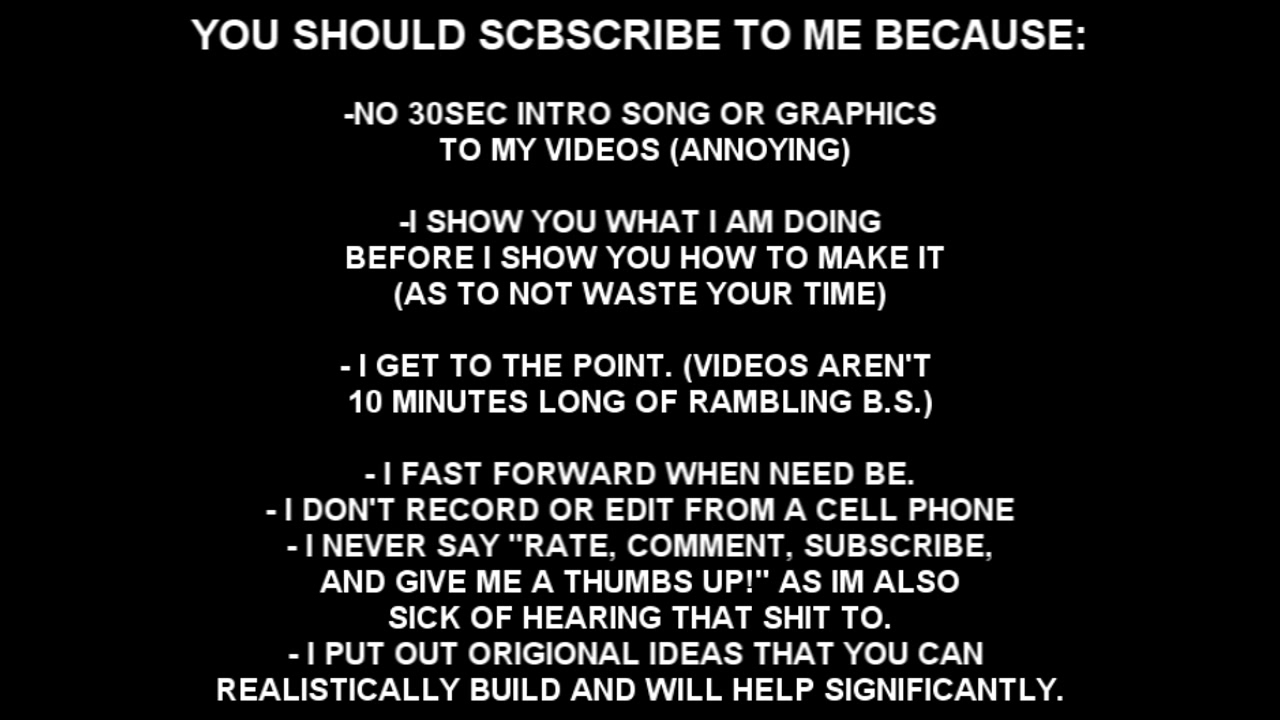 YOU SHOULD SCBSCRIBE TO ME BECAUSE:
-NO 30SEC INTRO SONG OR GRAPHICS
TO MY VIDEOS (ANNOYING)
-I SHOW YOU WHAT I AM DOING
BEFORE I SHOW YOU HOW TO MAKE IT
(AS TO NOT WASTE YOUR TIME)
- I GET TO THE POINT. (VIDEOS AREN'T
10 MINUTES LONG OF RAMBLING B.S.)
- I FAST FORWARD WHEN NEED BE.
- I DON'T RECORD OR EDIT FROM A CELL PHONE
- I NEVER SAY "RATE, COMMENT, SUBSCRIBE,
AND GIVE ME A THUMBS UP!" AS IM ALSO
SICK OF HEARING THAT SHIT TO.
- I PUT OUT ORIGIONAL IDEAS THAT YOU CAN
REALISTICALLY BUILD AND WILL HELP SIGNIFICANTLY.